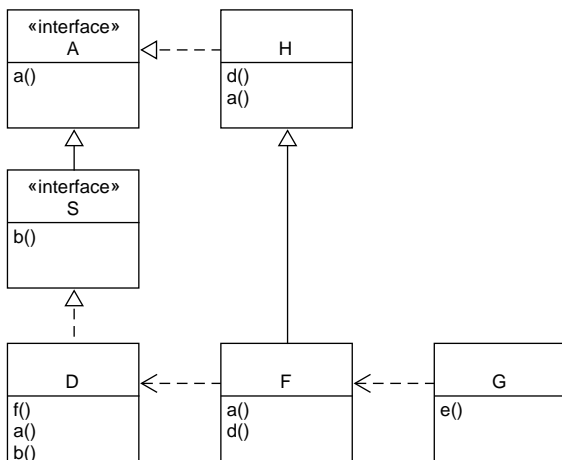 «interface»
A
a()
H
d()
a()
«interface»
S
b()
D
f()
a()
b()
F
a()
d()
G
e()